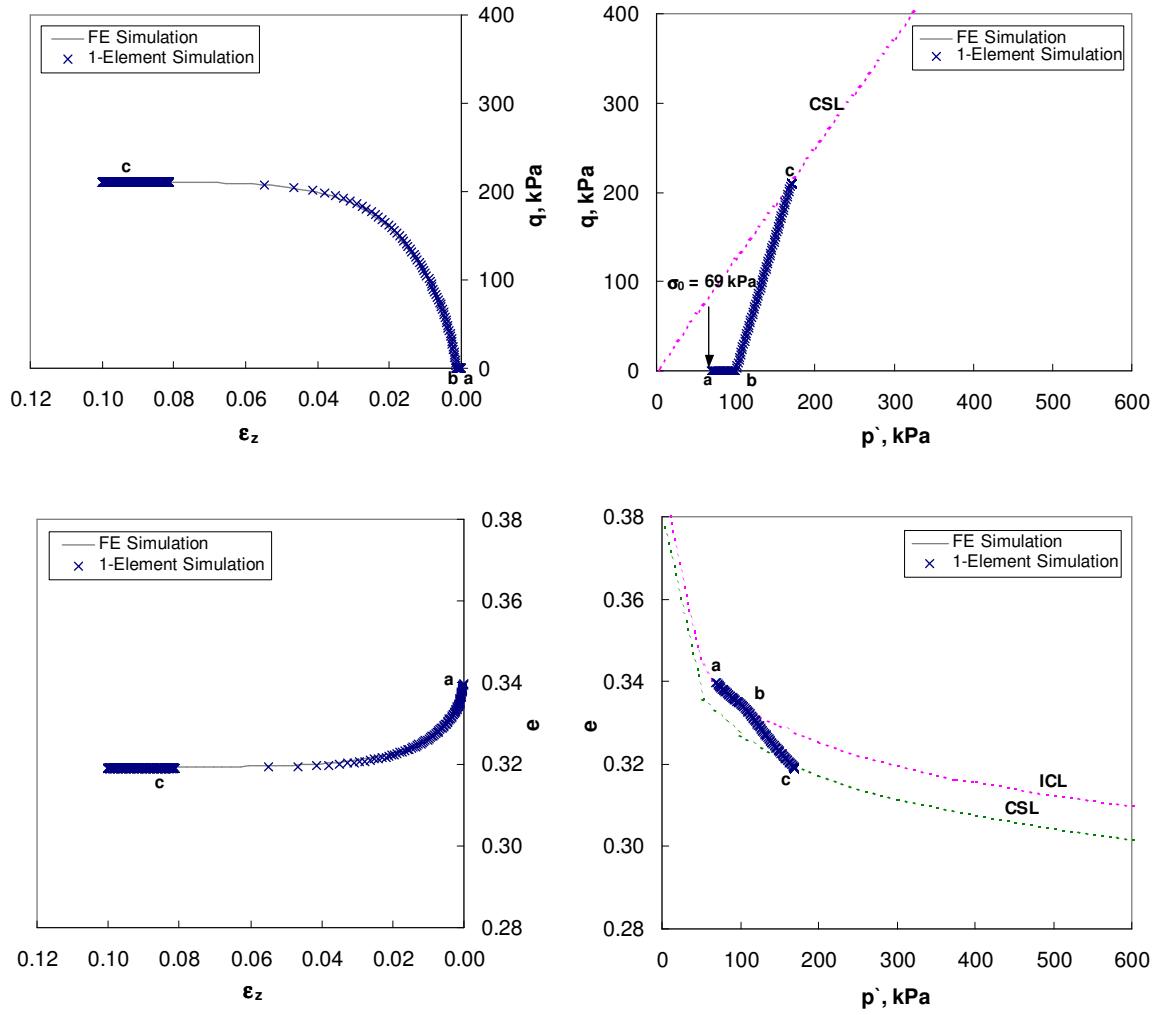 FE Simulation
1-Element Simulation
400
300
200
100
0
q, kPa
c
b a
0.12 0.10 0.08 0.06 0.04 0.02 0.00
εz
FE Simulation
1-Element Simulation
400
300
200
100
0
q, kPa
CSL
c
σ0 = 69 kPa
a b
0 100 200 300 400 500 600
p`, kPa
FE Simulation
1-Element Simulation
0.38
0.36
0.34
0.32
0.30
0.28
e
a
c
0.12 0.10 0.08 0.06 0.04 0.02 0.00
εz
FE Simulation
1-Element Simulation
0.38
0.36
0.34
0.32
0.30
0.28
e
a
b
c
ICL
CSL
0 100 200 300 400 500 600
p`, kPa